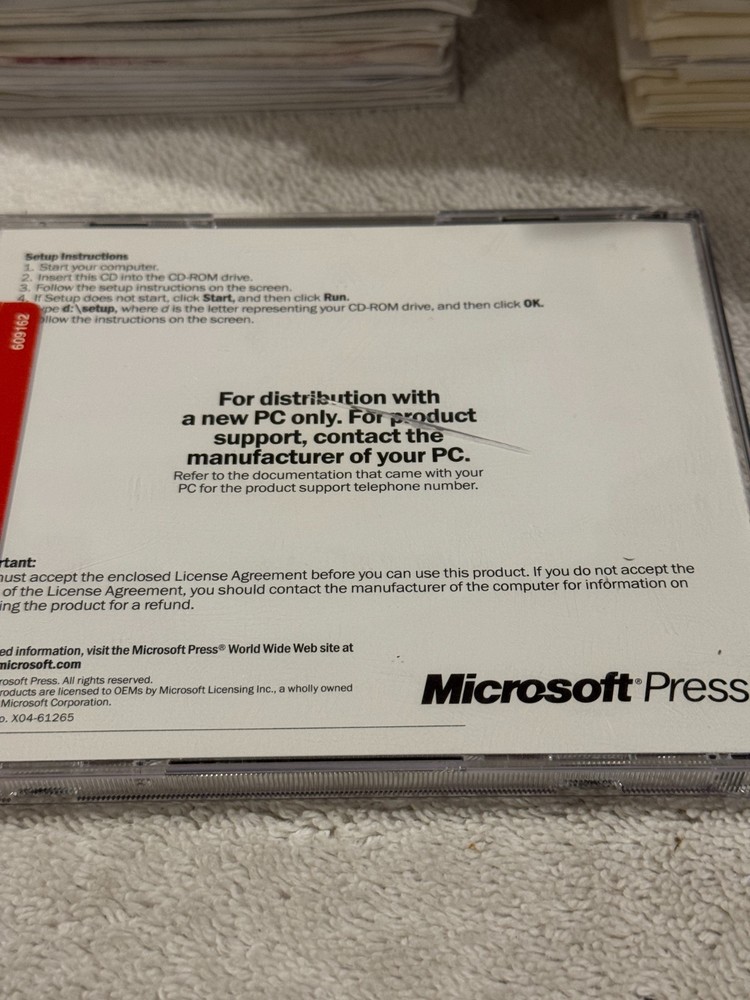 Setup Instructions
1. Start your computer.
2. Insert this CD into the CD-ROM drive.
3. Follow the setup instructions on the screen.
4. If Setup does not start, click Start, and then click Run.
ype d:\setup, where d is the letter representing your CD-ROM drive, and then click OK.
ollow the instructions on the screen.
609162
For distribution with
a new PC only. For product
support, contact the
manufacturer of your PC.
Refer to the documentation that came with your
PC for the product support telephone number.
rtant:
must accept the enclosed License Agreement before you can use this product. If you do not accept the
of the License Agreement, you should contact the manufacturer of the computer for information on
ing the product for a refund.
ed information, visit the Microsoft Press® World Wide Web site at
microsoft.com
rosoft Press. All rights reserved.
roducts are licensed to OEMs by Microsoft Licensing Inc., a wholly owned
Microsoft Corporation.
o. X04-61265
Microsoft® Press